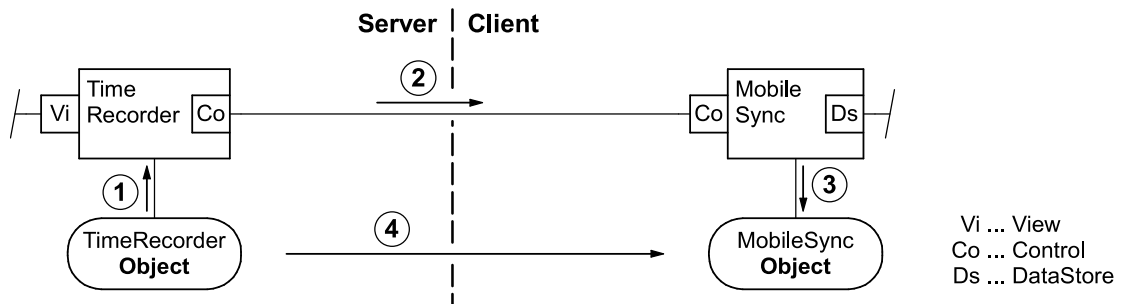 Server Client
Time
Recorder
Vi
Co
2
Mobile
Sync
Co
Ds
1
3
TimeRecorder
Object
4
MobileSync
Object
Vi ... View
Co ... Control
Ds ... DataStore